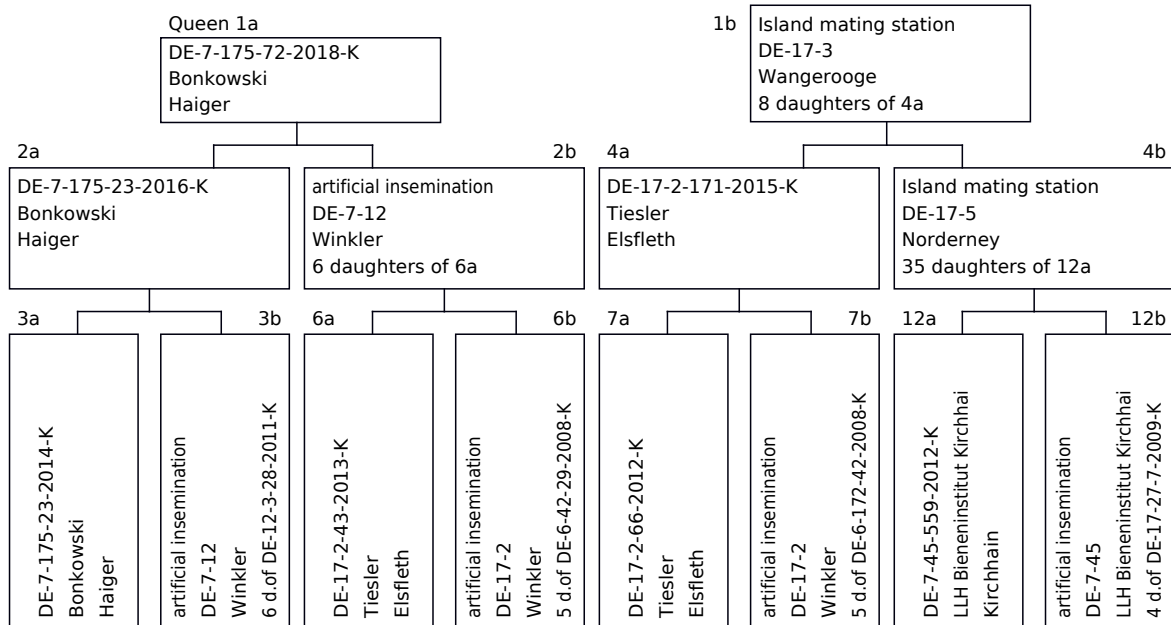 Queen 1a
DE-7-175-72-2018-K
Bonkowski
Haiger
1b
Island mating station
DE-17-3
Wangerooge
8 daughters of 4a
2a
DE-7-175-23-2016-K
Bonkowski
Haiger
2b
artificial insemination
DE-7-12
Winkler
6 daughters of 6a
4a
DE-17-2-171-2015-K
Tiesler
Elsfleth
4b
Island mating station
DE-17-5
Norderney
35 daughters of 12a
3a
DE-7-175-23-2014-K
Bonkowski
Haiger
3b
artificial insemination
DE-7-12
Winkler
6 d.of DE-12-3-28-2011-K
6a
DE-17-2-43-2013-K
Tiesler
Elsfleth
6b
artificial insemination
DE-17-2
Winkler
5 d.of DE-6-42-29-2008-K
7a
DE-17-2-66-2012-K
Tiesler
Elsfleth
7b
artificial insemination
DE-17-2
Winkler
5 d.of DE-6-172-42-2008-K
12a
DE-7-45-559-2012-K
LLH Bieneninstitut Kirchhai
Kirchhain
12b
artificial insemination
DE-7-45
LLH Bieneninstitut Kirchhai
4 d.of DE-17-27-7-2009-K